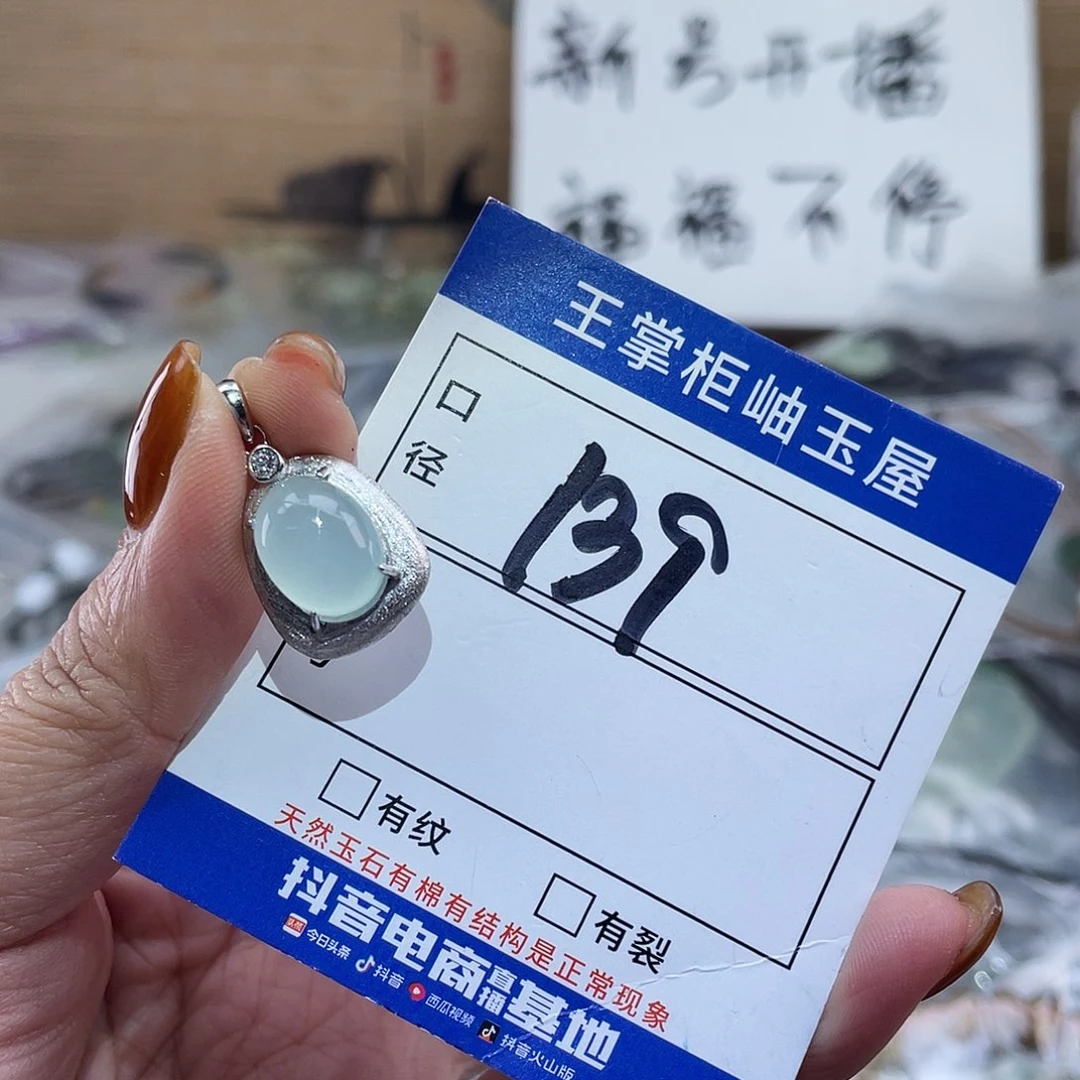 新号开播
福福不停
王掌柜岫玉屋
口径
139
有纹
有裂
天然玉石有棉有结构是正常现象
抖音电商直播基地
今日头条 抖音 西瓜视频 抖音火山版